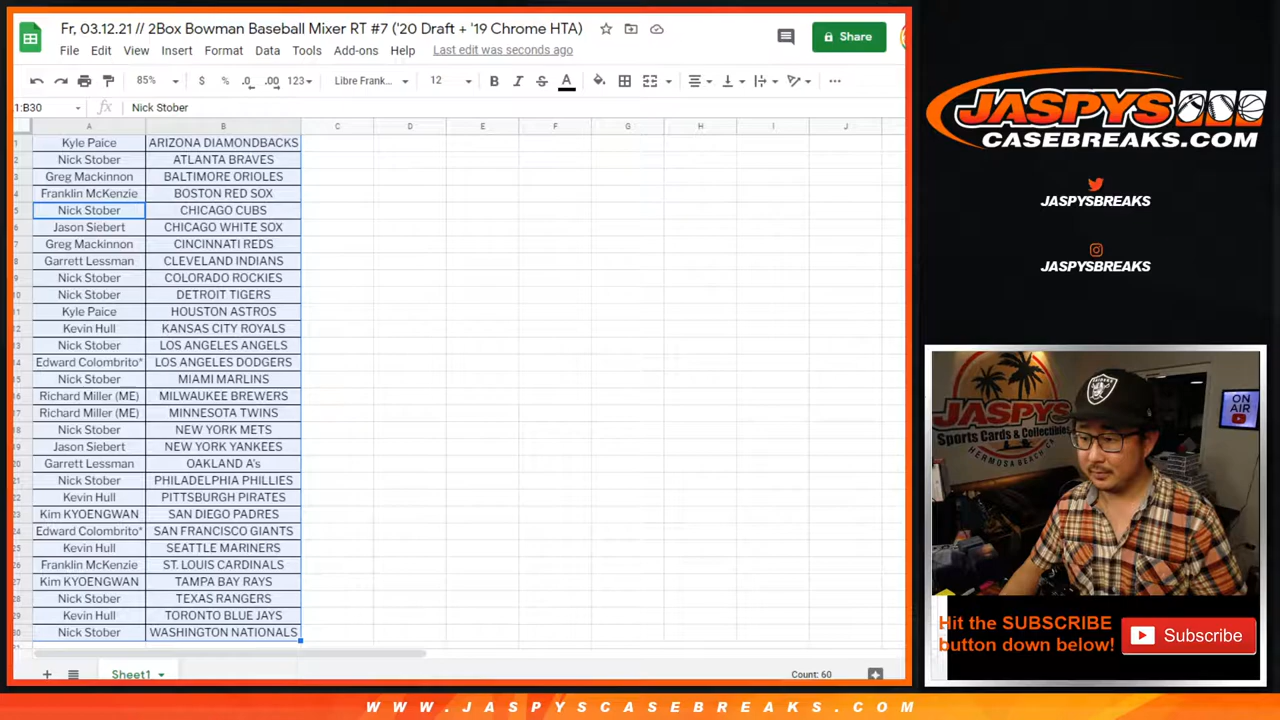 Fr, 03.12.21 // 2Box Bowman Baseball Mixer RT #7 ('20 Draft + '19 Chrome HTA)
File Edit View Insert Format Data Tools Add-ons Help Last edit was seconds ago
Share
85% $ % .0 .00 123 Libre Frank... 12 B I S A
1:B30 fx Nick Stober
A B C D E F G H I J
1 Kyle Paice ARIZONA DIAMONDBACKS
2 Nick Stober ATLANTA BRAVES
3 Greg Mackinnon BALTIMORE ORIOLES
4 Franklin McKenzie BOSTON RED SOX
5 Nick Stober CHICAGO CUBS
6 Jason Siebert CHICAGO WHITE SOX
7 Greg Mackinnon CINCINNATI REDS
8 Garrett Lessman CLEVELAND INDIANS
9 Nick Stober COLORADO ROCKIES
10 Nick Stober DETROIT TIGERS
11 Kyle Paice HOUSTON ASTROS
12 Kevin Hull KANSAS CITY ROYALS
13 Nick Stober LOS ANGELES ANGELS
14 Edward Colombrito* LOS ANGELES DODGERS
15 Nick Stober MIAMI MARLINS
16 Richard Miller (ME) MILWAUKEE BREWERS
17 Richard Miller (ME) MINNESOTA TWINS
18 Nick Stober NEW YORK METS
19 Jason Siebert NEW YORK YANKEES
20 Garrett Lessman OAKLAND A's
21 Nick Stober PHILADELPHIA PHILLIES
22 Kevin Hull PITTSBURGH PIRATES
23 Kim KYOENGWAN SAN DIEGO PADRES
24 Edward Colombrito* SAN FRANCISCO GIANTS
25 Kevin Hull SEATTLE MARINERS
26 Franklin McKenzie ST. LOUIS CARDINALS
27 Kim KYOENGWAN TAMPA BAY RAYS
28 Nick Stober TEXAS RANGERS
29 Kevin Hull TORONTO BLUE JAYS
30 Nick Stober WASHINGTON NATIONALS
Sheet1 Count: 60
JASPYS
CASEBREAKS.COM
JASPYSBREAKS
JASPYSBREAKS
JASPYS
Sports Cards & Collectibles
HERMOSA BEACH CA
ON AIR
Hit the SUBSCRIBE
button down below!
Subscribe
WWW.JASPYSCASEBREAKS.COM